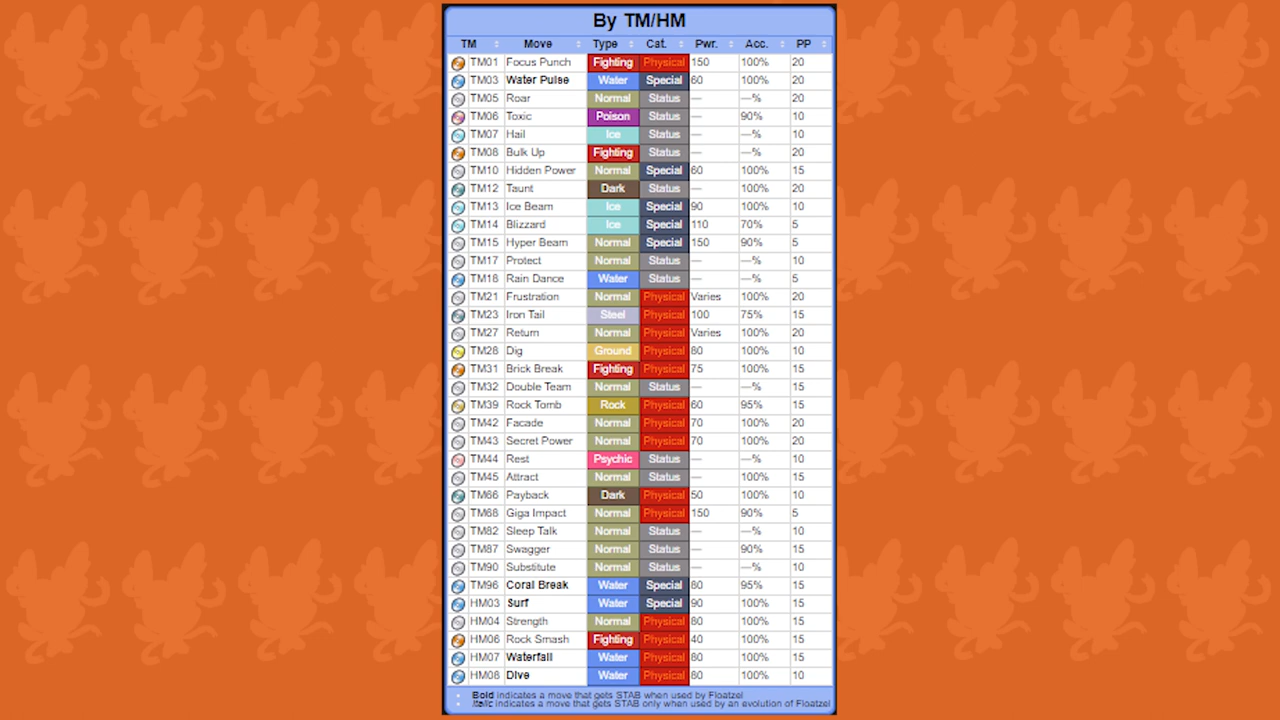 By TM/HM
TM Move Type Cat. Pwr. Acc. PP
TM01 Focus Punch Fighting Physical 150 100% 20
TM03 Water Pulse Water Special 60 100% 20
TM05 Roar Normal Status — —% 20
TM06 Toxic Poison Status — 90% 10
TM07 Hail Ice Status — —% 10
TM08 Bulk Up Fighting Status — —% 20
TM10 Hidden Power Normal Special 60 100% 15
TM12 Taunt Dark Status — 100% 20
TM13 Ice Beam Ice Special 90 100% 10
TM14 Blizzard Ice Special 110 70% 5
TM15 Hyper Beam Normal Special 150 90% 5
TM17 Protect Normal Status — —% 10
TM18 Rain Dance Water Status — —% 5
TM21 Frustration Normal Physical Varies 100% 20
TM23 Iron Tail Steel Physical 100 75% 15
TM27 Return Normal Physical Varies 100% 20
TM28 Dig Ground Physical 80 100% 10
TM31 Brick Break Fighting Physical 75 100% 15
TM32 Double Team Normal Status — —% 15
TM39 Rock Tomb Rock Physical 60 95% 15
TM42 Facade Normal Physical 70 100% 20
TM43 Secret Power Normal Physical 70 100% 20
TM44 Rest Psychic Status — —% 10
TM45 Attract Normal Status — 100% 15
TM66 Payback Dark Physical 50 100% 10
TM68 Giga Impact Normal Physical 150 90% 5
TM82 Sleep Talk Normal Status — —% 10
TM87 Swagger Normal Status — 90% 15
TM90 Substitute Normal Status — —% 10
TM96 Coral Break Water Special 80 95% 15
HM03 Surf Water Special 90 100% 15
HM04 Strength Normal Physical 80 100% 15
HM06 Rock Smash Fighting Physical 40 100% 15
HM07 Waterfall Water Physical 80 100% 15
HM08 Dive Water Physical 80 100% 10
Bold indicates a move that gets STAB when used by Floatzel
Italic indicates a move that gets STAB only when used by an evolution of Floatzel